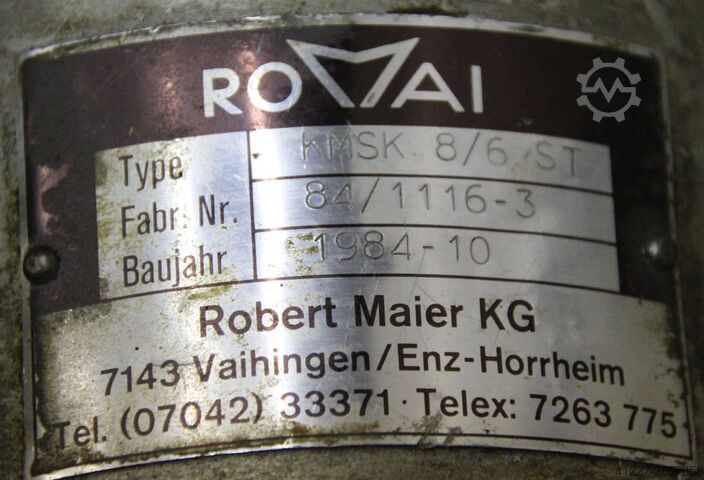 ROMAI
Type KMSK 8/6 ST
Fabr. Nr. 84/1116-3
Baujahr 1984-10
Robert Maier KG
7143 Vaihingen/Enz-Horrheim
Tel. (07042) 33371 · Telex: 7263 775